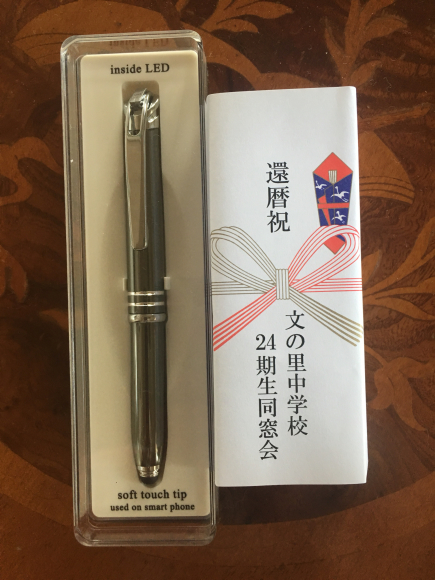 inside LED
soft touch tip
used on smart phone
還暦祝
文の里中学校
24期生同窓会